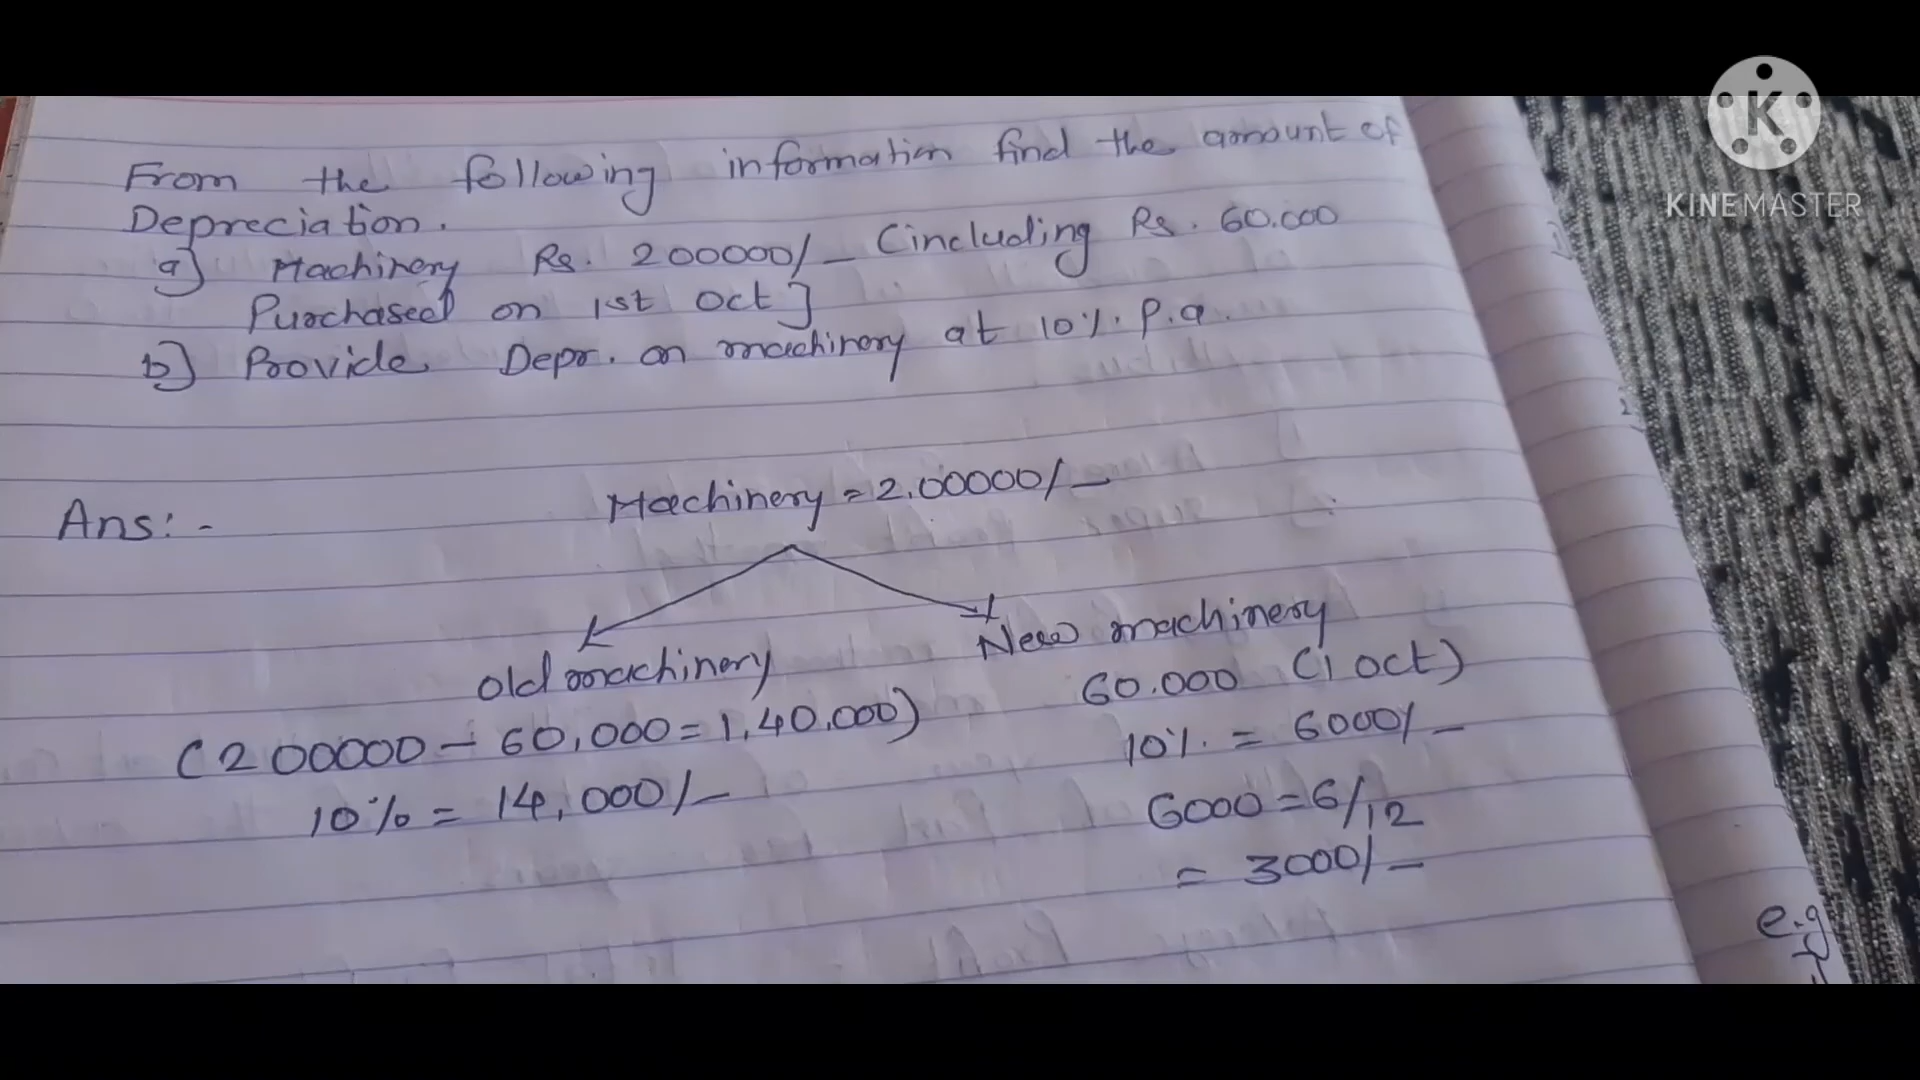 K
KINEMASTER
From the following information find the amount of
Depreciation.
a] Machinery Rs. 200000/- (including Rs. 60.000
Purchased on 1st Oct]
b] Provide Depr. on machinery at 10%. P.a.
Ans:- Machinery = 2.00000/-
Old machinery
New machinery
(200000 - 60,000 = 1,40.000)
60.000 (1 oct)
10% = 14,000/-
10%. = 6000/-
6000 = 6/12
= 3000/-
e.g